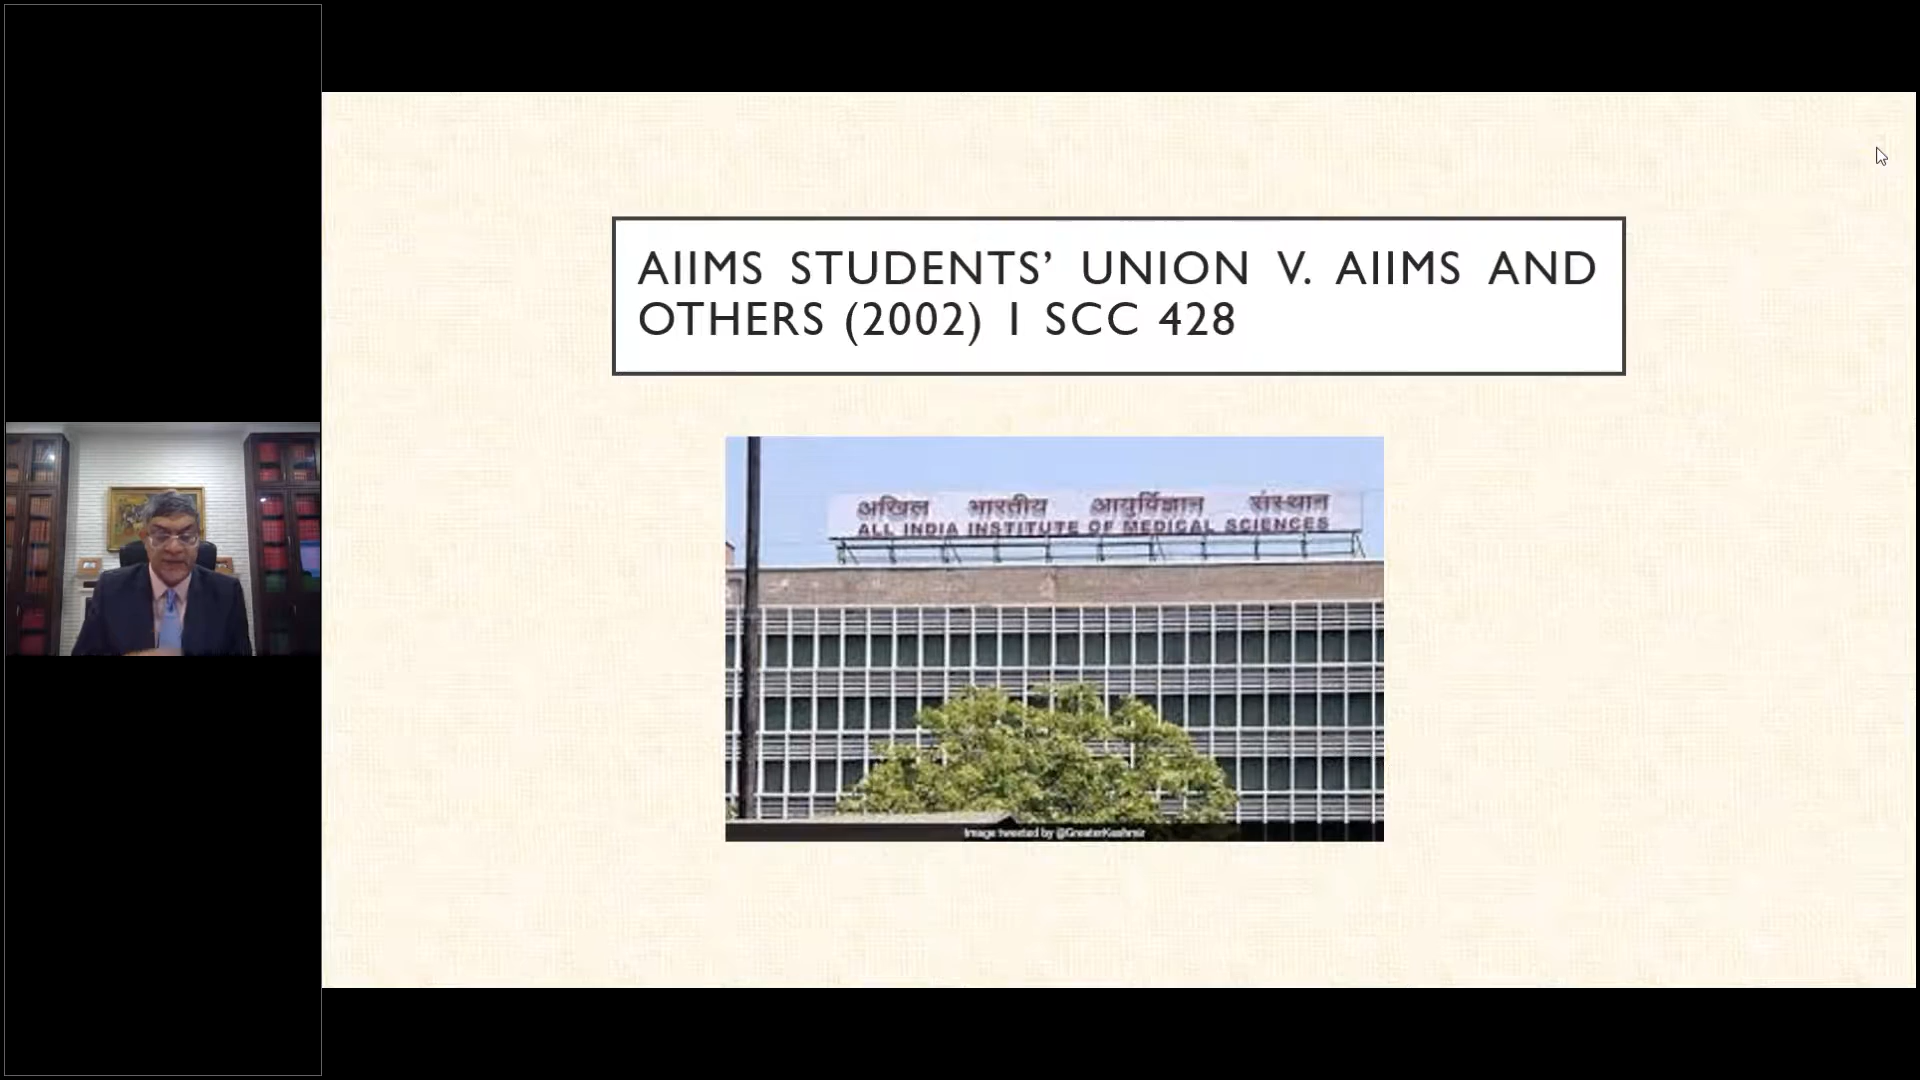 AIIMS STUDENTS’ UNION V. AIIMS AND
OTHERS (2002) 1 SCC 428
अखिल भारतीय आयुर्विज्ञान संस्थान
ALL INDIA INSTITUTE OF MEDICAL SCIENCES
Image tweeted by @GreaterKashmir